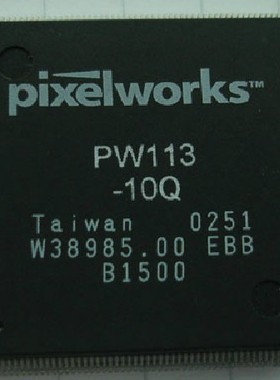 pixelworks™
PW113
-10Q
Taiwan 0251
W38985.00 EBB
B1500